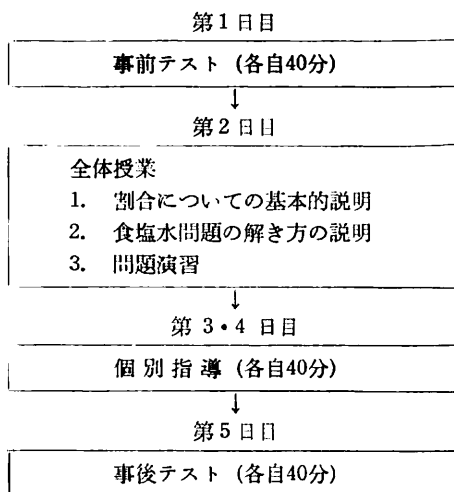 第1日目
事前テスト (各自40分)
↓
第2日目
全体授業
1. 割合についての基本的説明
2. 食塩水問題の解き方の説明
3. 問題演習
↓
第 3・4 日目
個別指導 (各自40分)
↓
第5日目
事後テスト (各自40分)